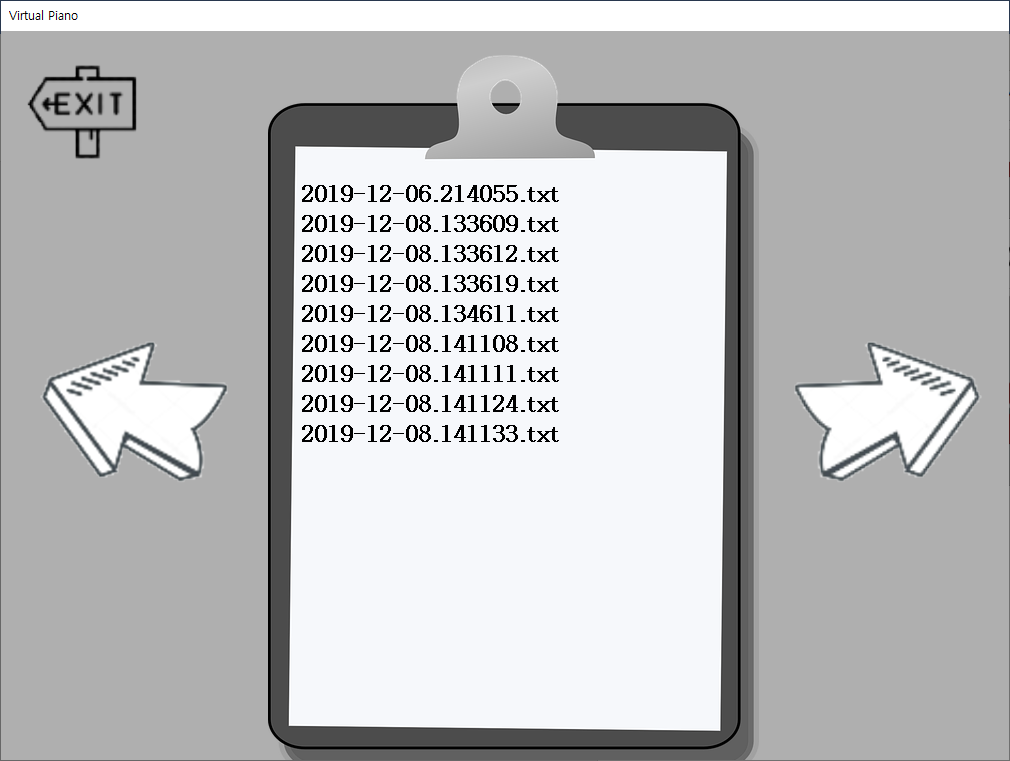 Virtual Piano
EXIT
2019-12-06.214055.txt
2019-12-08.133609.txt
2019-12-08.133612.txt
2019-12-08.133619.txt
2019-12-08.134611.txt
2019-12-08.141108.txt
2019-12-08.141111.txt
2019-12-08.141124.txt
2019-12-08.141133.txt